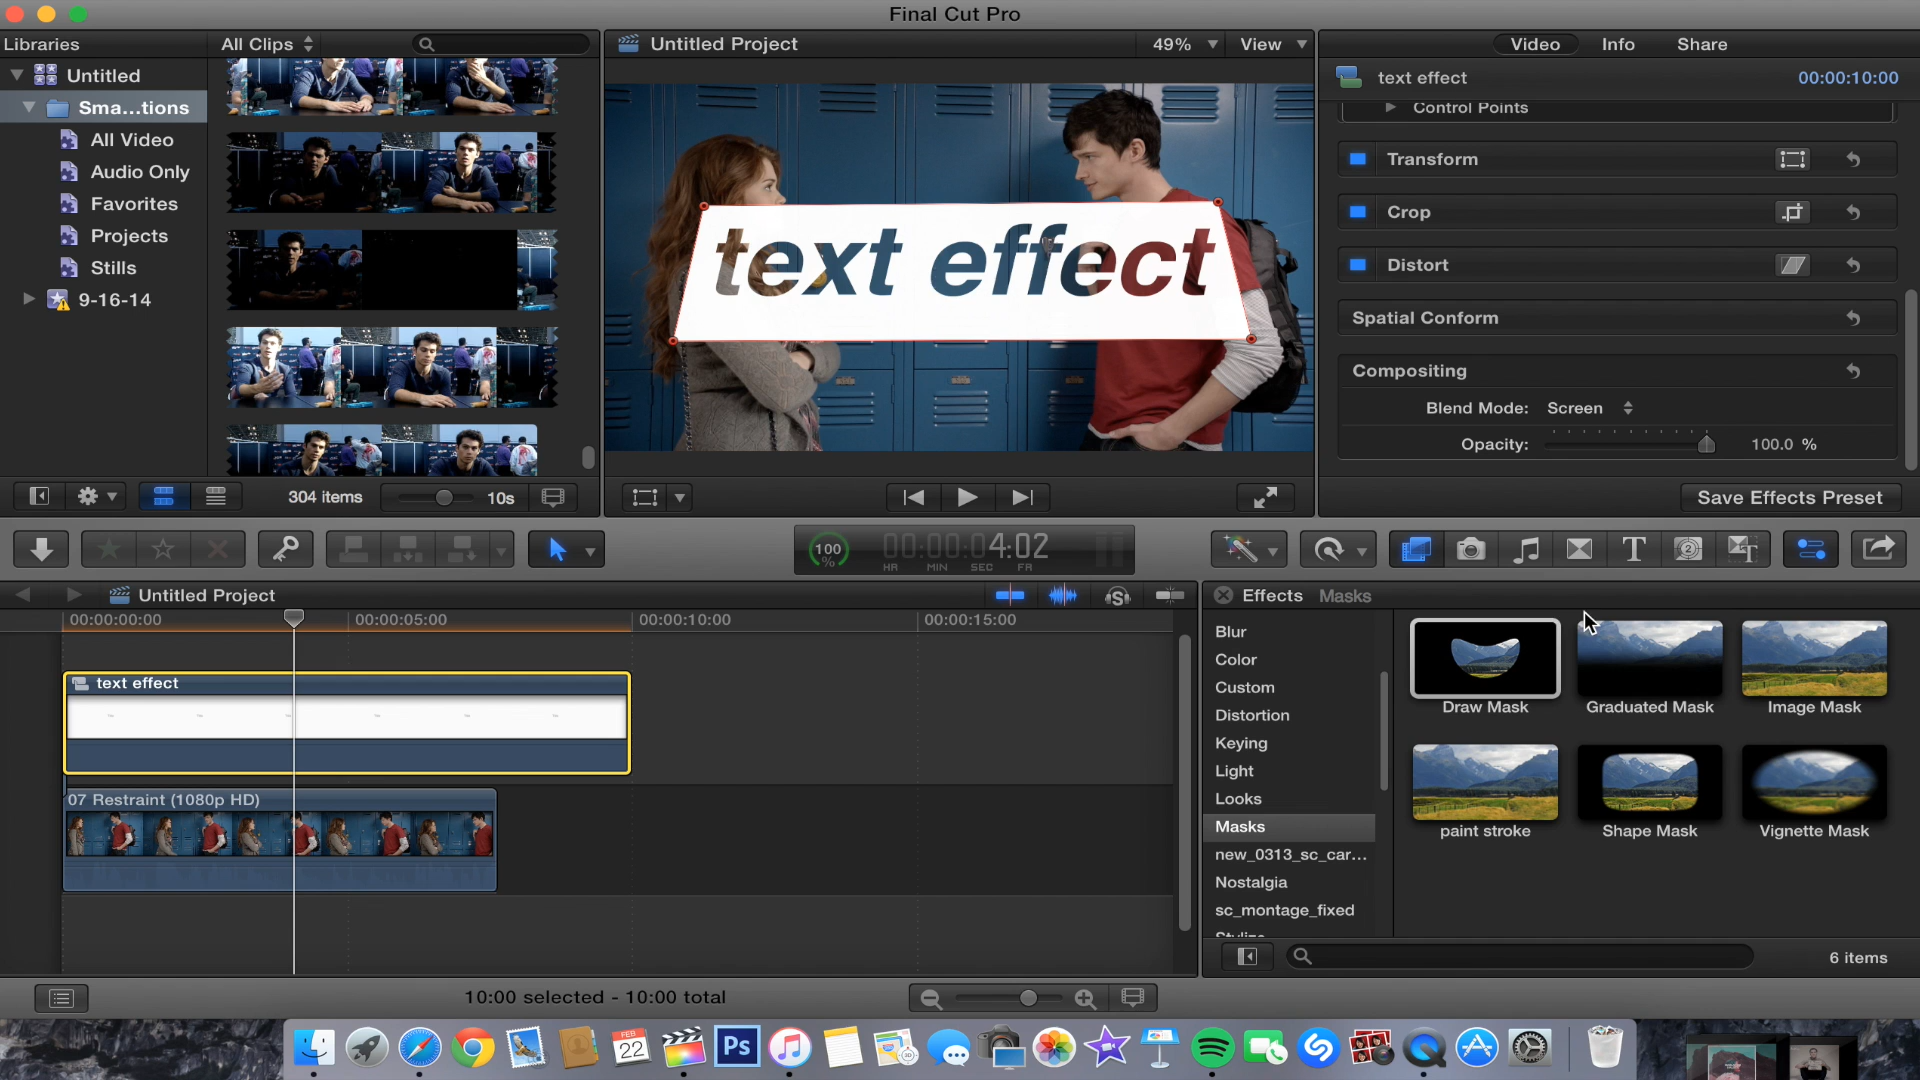 Final Cut Pro
Libraries
All Clips
Untitled Project
49%
View
Video
Info
Share
Untitled
Sma...tions
All Video
Audio Only
Favorites
Projects
Stills
9-16-14
text effect
00:00:10:00
Control Points
Transform
Crop
Distort
Spatial Conform
Compositing
Blend Mode: Screen
Opacity: 100.0 %
Save Effects Preset
text effect
304 items
10s
100
%
00:00:04:02
HR MIN SEC FR
Untitled Project
00:00:00:00
00:00:05:00
00:00:10:00
00:00:15:00
text effect
07 Restraint (1080p HD)
Effects Masks
Blur
Color
Custom
Distortion
Keying
Light
Looks
Masks
new_0313_sc_car...
Nostalgia
sc_montage_fixed
Stylize
Draw Mask
Graduated Mask
Image Mask
paint stroke
Shape Mask
Vignette Mask
6 items
10:00 selected - 10:00 total
FEB
22
Ps